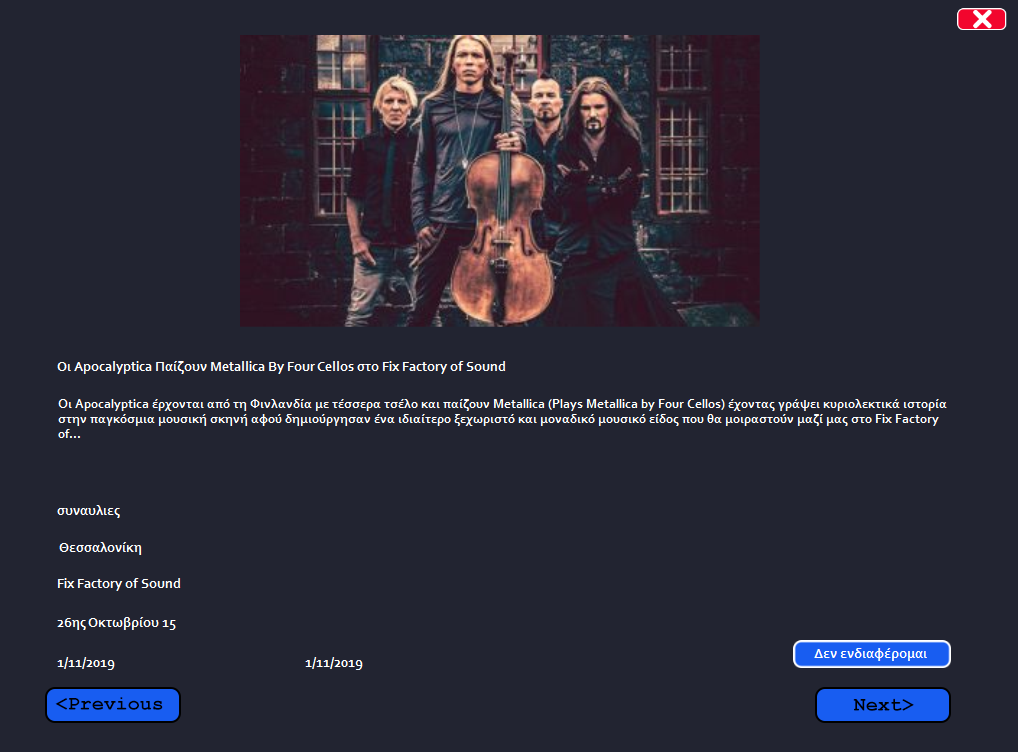 Οι Apocalyptica Παίζουν Metallica By Four Cellos στο Fix Factory of Sound
Οι Apocalyptica έρχονται από τη Φινλανδία με τέσσερα τσέλο και παίζουν Metallica (Plays Metallica by Four Cellos) έχοντας γράψει κυριολεκτικά ιστορία
στην παγκόσμια μουσική σκηνή αφού δημιούργησαν ένα ιδιαίτερο ξεχωριστό και μοναδικό μουσικό είδος που θα μοιραστούν μαζί μας στο Fix Factory
of...
συναυλιες
Θεσσαλονίκη
Fix Factory of Sound
26ης Οκτωβρίου 15
1/11/2019 1/11/2019
Δεν ενδιαφέρομαι
<Previous Next>